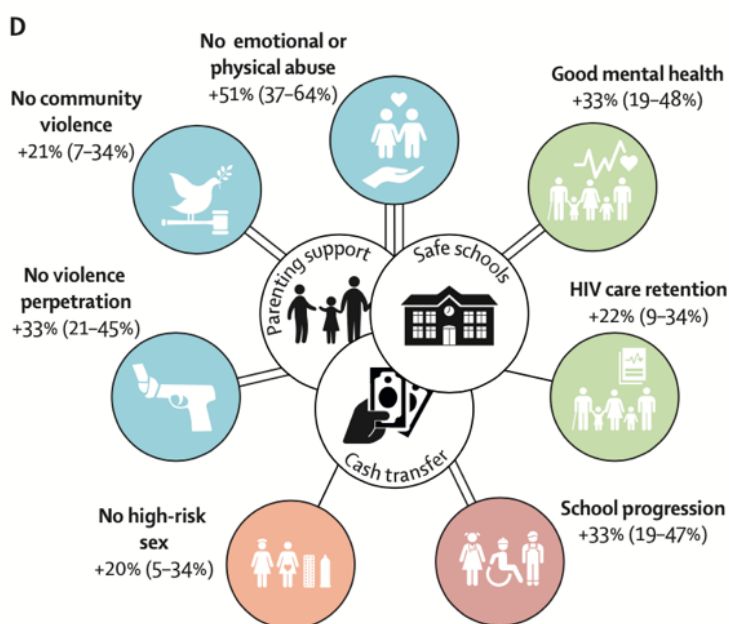 D
No emotional or
physical abuse
+51% (37–64%)
Good mental health
+33% (19–48%)
No community
violence
+21% (7–34%)
Parenting support
Safe schools
No violence
perpetration
+33% (21–45%)
HIV care retention
+22% (9–34%)
Cash transfer
No high-risk
sex
+20% (5–34%)
School progression
+33% (19–47%)